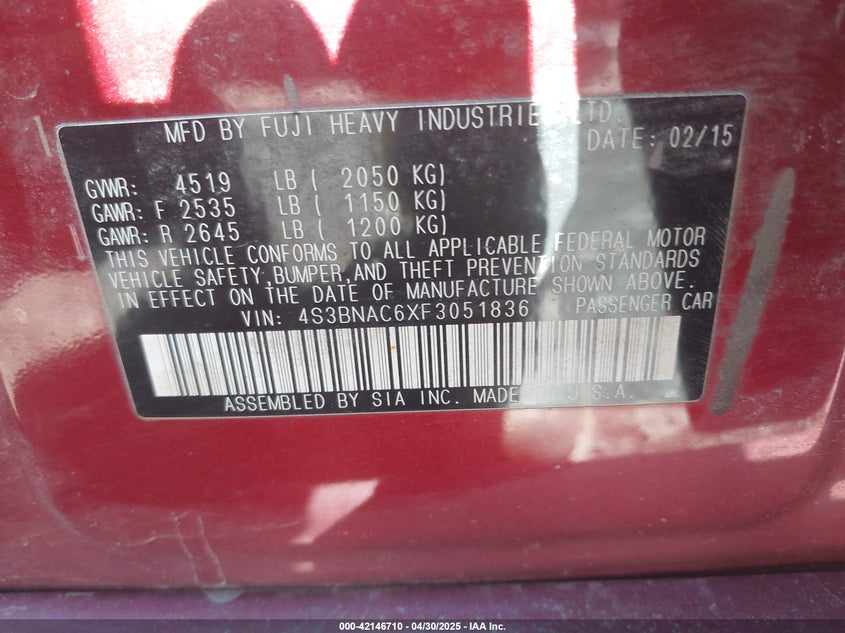 MFD BY FUJI HEAVY INDUSTRIES LTD.
DATE: 02/15
GVWR: 4519 LB ( 2050 KG)
GAWR: F 2535 LB ( 1150 KG)
GAWR: R 2645 LB ( 1200 KG)
THIS VEHICLE CONFORMS TO ALL APPLICABLE FEDERAL MOTOR
VEHICLE SAFETY,BUMPER,AND THEFT PREVENTION STANDARDS
IN EFFECT ON THE DATE OF MANUFACTURE SHOWN ABOVE.
VIN: 4S3BNAC6XF3051836 PASSENGER CAR
ASSEMBLED BY SIA INC. MADE IN U.S.A.
000-42146710 - 04/30/2025 - IAA Inc.